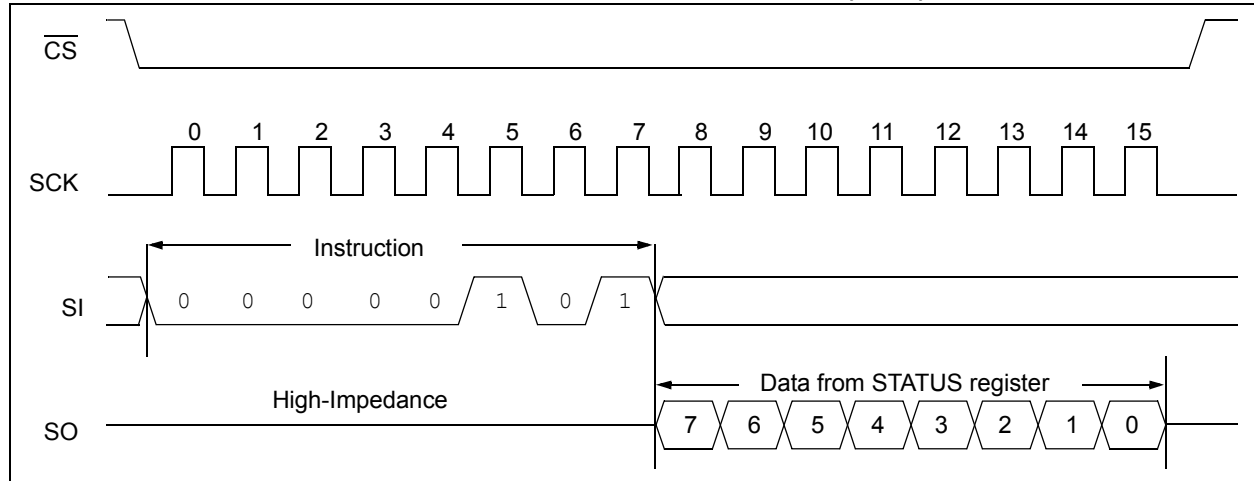 CS
0 1 2 3 4 5 6 7 8 9 10 11 12 13 14 15
SCK
Instruction
SI 0 0 0 0 0 1 0 1
Data from STATUS register
High-Impedance
SO 7 6 5 4 3 2 1 0